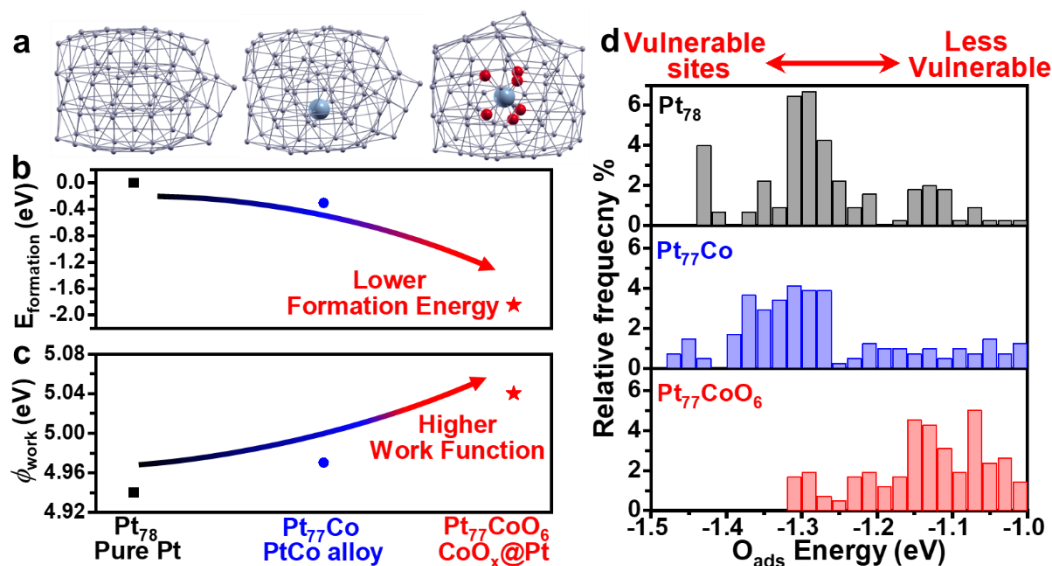 a
b
E_formation (eV)
0.0
-0.4
-0.8
-1.2
-1.6
-2.0
Lower
Formation Energy
c
ϕ_work (eV)
5.08
5.04
5.00
4.96
4.92
Higher
Work Function
Pt₇₈
Pure Pt
Pt₇₇Co
PtCo alloy
Pt₇₇CoO₆
CoOₓ@Pt
d
Vulnerable
sites
Less
Vulnerable
Relative frequecny %
Pt₇₈
6
4
2
0
Pt₇₇Co
6
4
2
0
Pt₇₇CoO₆
6
4
2
0
-1.5 -1.4 -1.3 -1.2 -1.1 -1.0
O_ads Energy (eV)